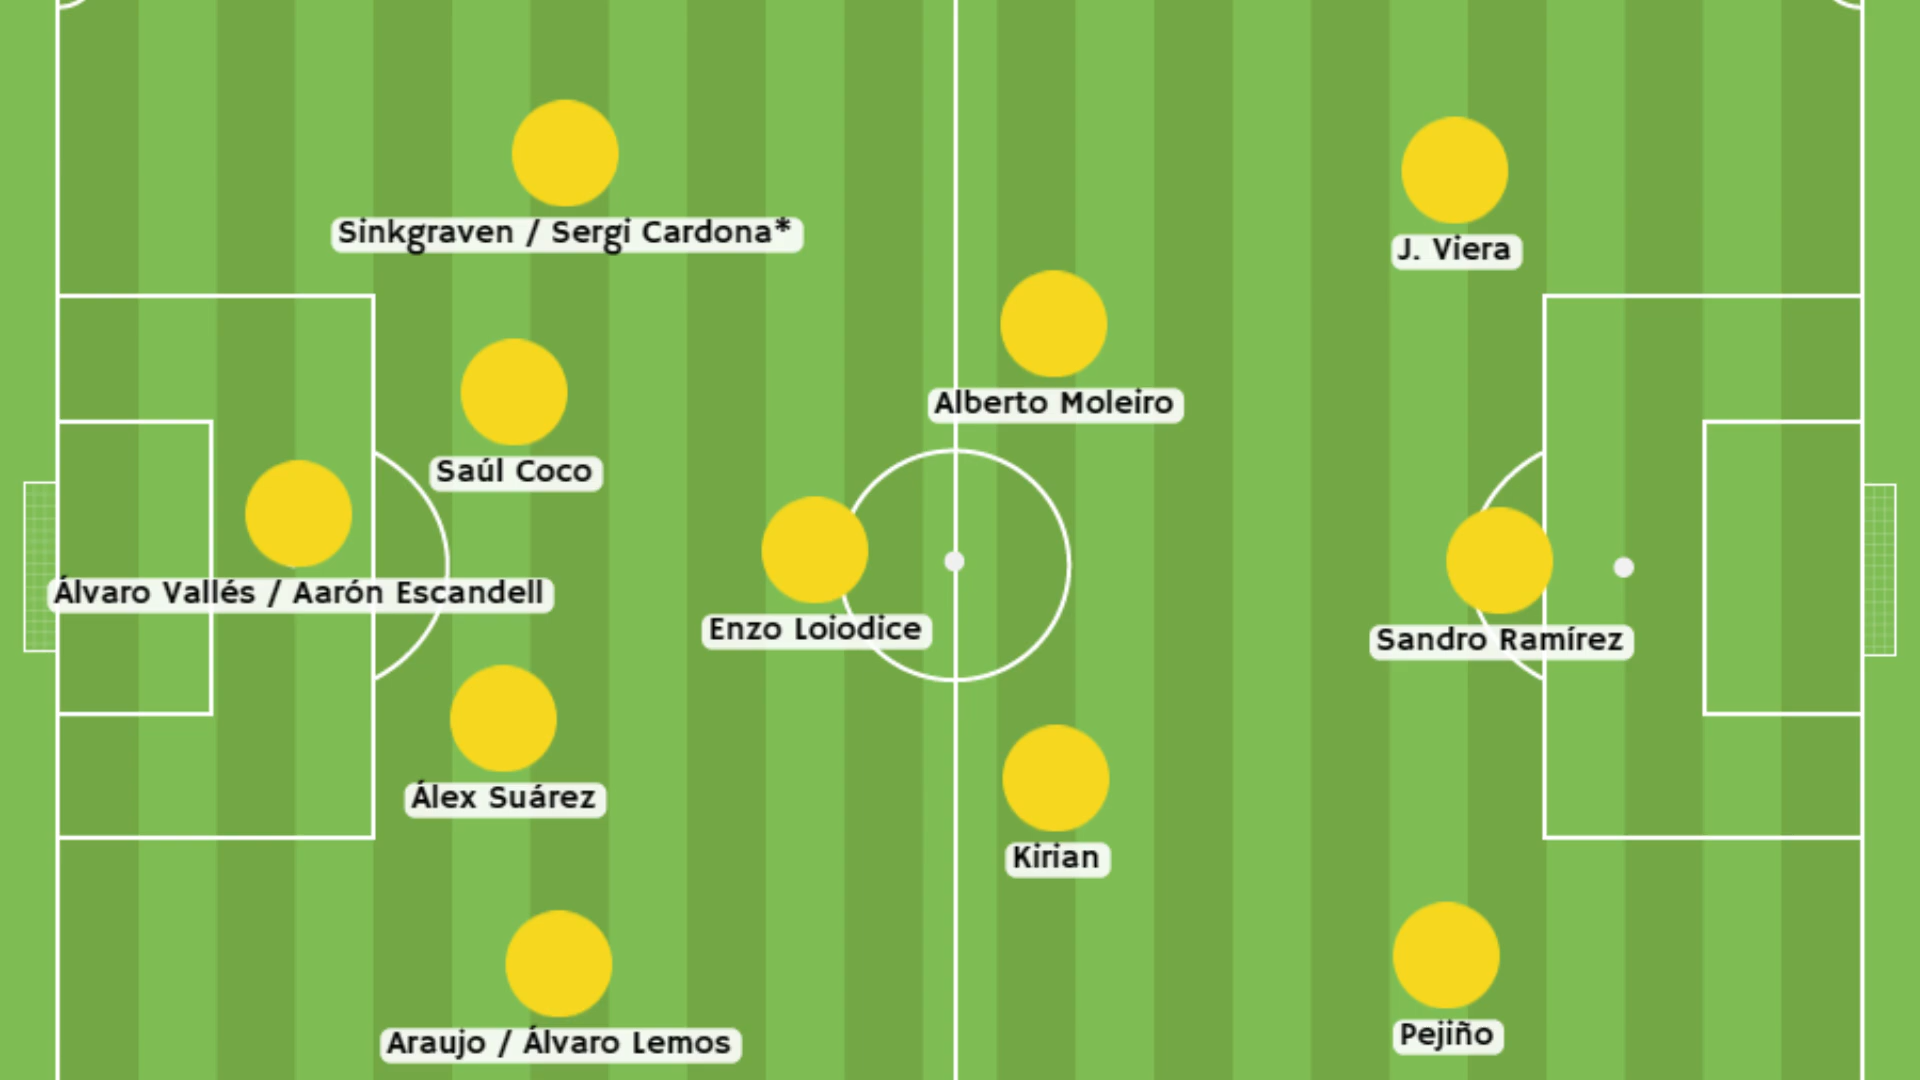 Sinkgraven / Sergi Cardona*
J. Viera
Alberto Moleiro
Saúl Coco
Álvaro Vallés / Aarón Escandell
Enzo Loiodice
Sandro Ramírez
Álex Suárez
Kirian
Araujo / Álvaro Lemos
Pejiño